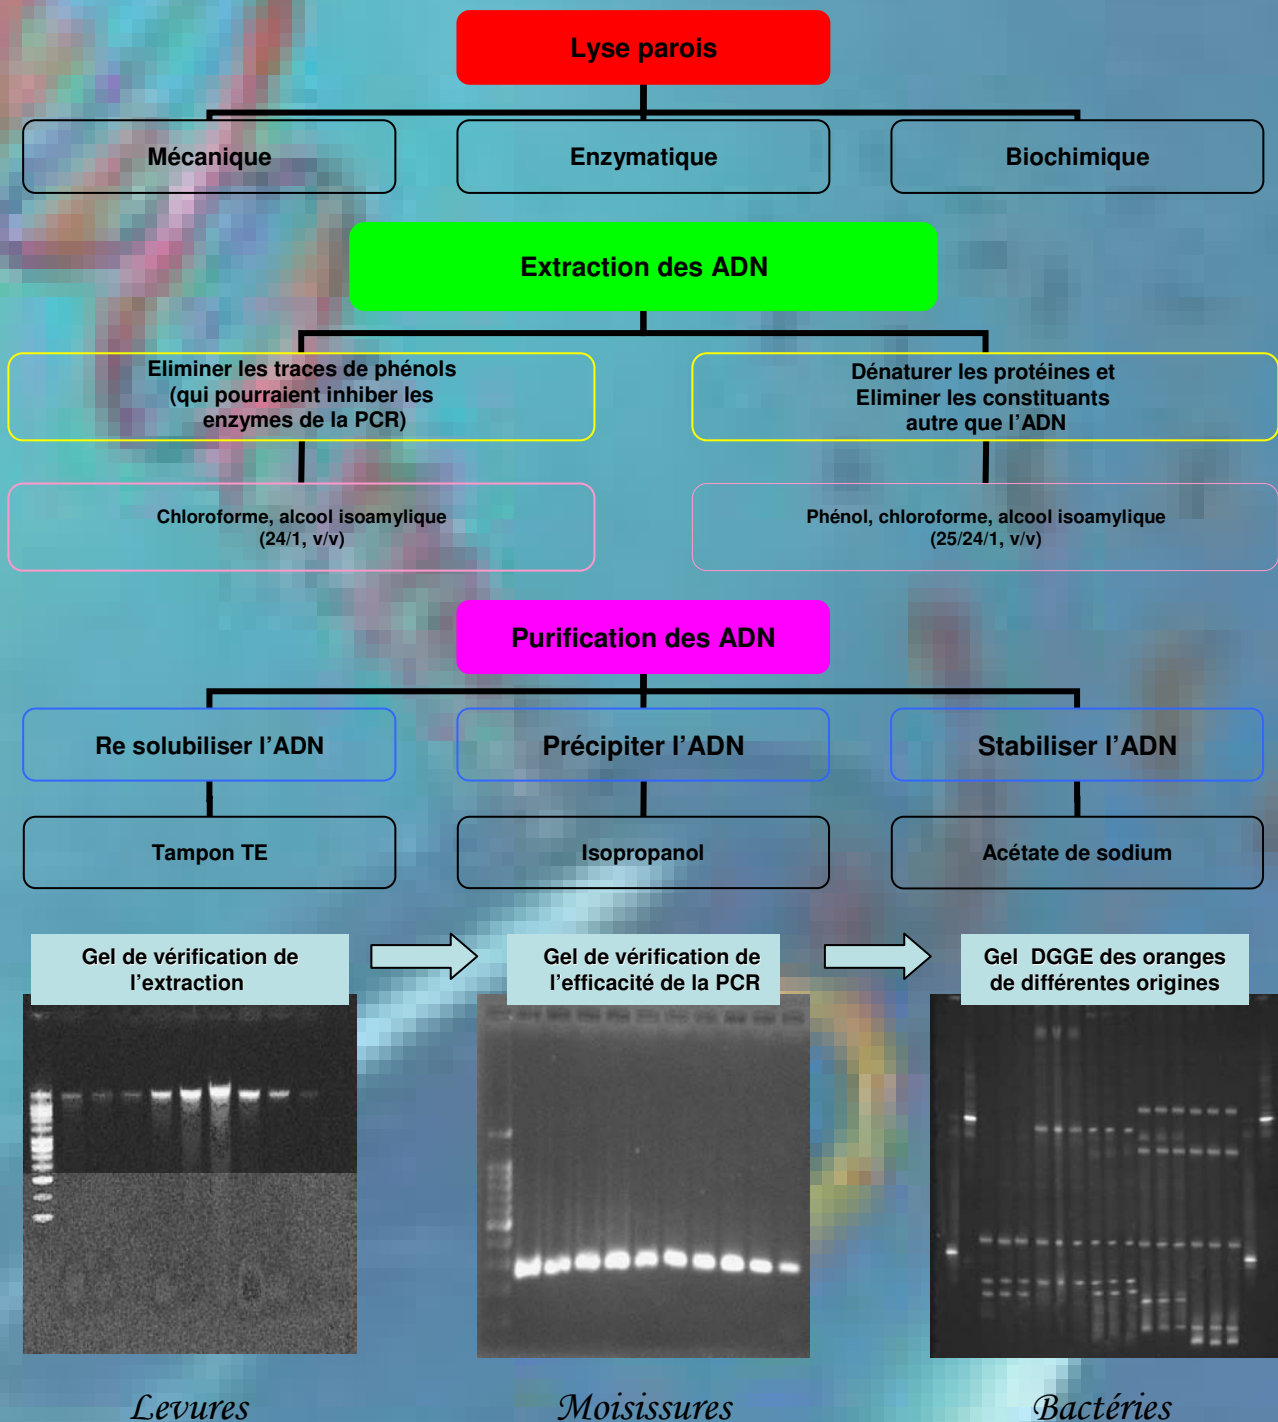 Lyse parois
Mécanique
Enzymatique
Biochimique
Extraction des ADN
Eliminer les traces de phénols
(qui pourraient inhiber les
enzymes de la PCR)
Dénaturer les protéines et
Eliminer les constituants
autre que l'ADN
Chloroforme, alcool isoamylique
(24/1, v/v)
Phénol, chloroforme, alcool isoamylique
(25/24/1, v/v)
Purification des ADN
Re solubiliser l'ADN
Précipiter l'ADN
Stabiliser l'ADN
Tampon TE
Isopropanol
Acétate de sodium
Gel de vérification de
l'extraction
Gel de vérification de
l'efficacité de la PCR
Gel DGGE des oranges
de différentes origines
Levures
Moisissures
Bactéries